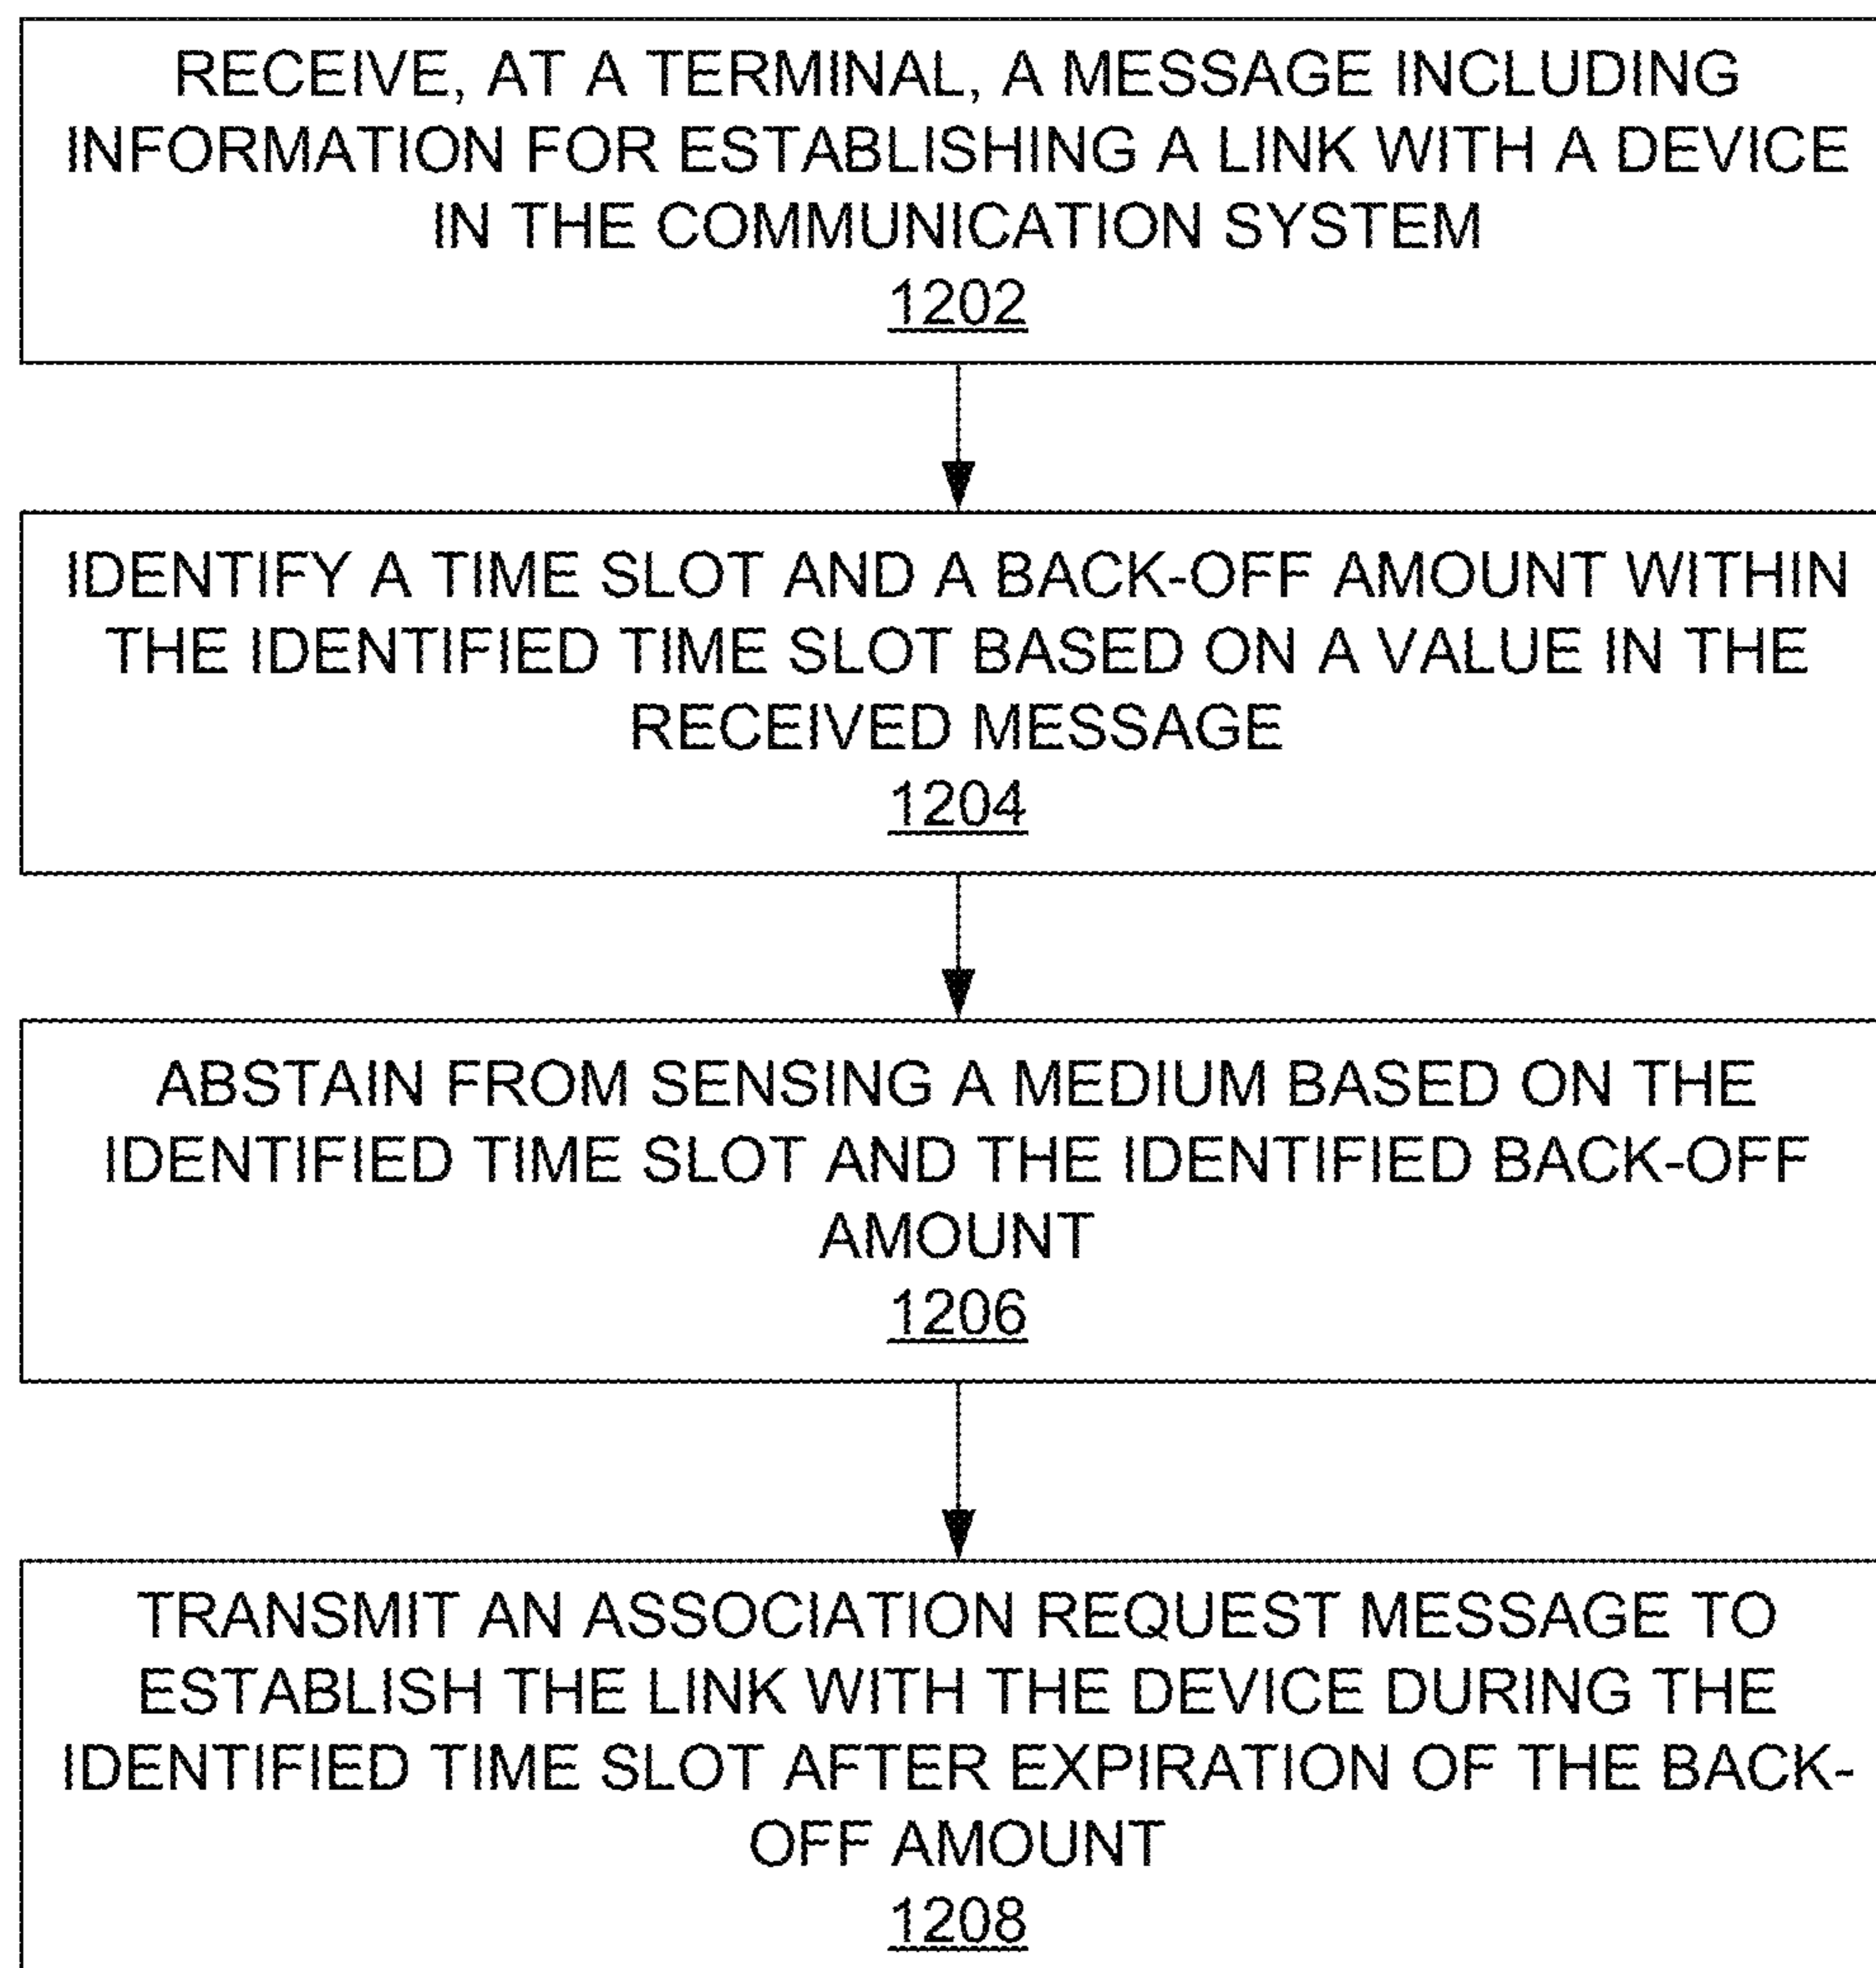 RECEIVE, AT A TERMINAL, A MESSAGE INCLUDING
INFORMATION FOR ESTABLISHING A LINK WITH A DEVICE
IN THE COMMUNICATION SYSTEM
1202
IDENTIFY A TIME SLOT AND A BACK-OFF AMOUNT WITHIN
THE IDENTIFIED TIME SLOT BASED ON A VALUE IN THE
RECEIVED MESSAGE
1204
ABSTAIN FROM SENSING A MEDIUM BASED ON THE
IDENTIFIED TIME SLOT AND THE IDENTIFIED BACK-OFF
AMOUNT
1206
TRANSMIT AN ASSOCIATION REQUEST MESSAGE TO
ESTABLISH THE LINK WITH THE DEVICE DURING THE
IDENTIFIED TIME SLOT AFTER EXPIRATION OF THE BACK-
OFF AMOUNT
1208